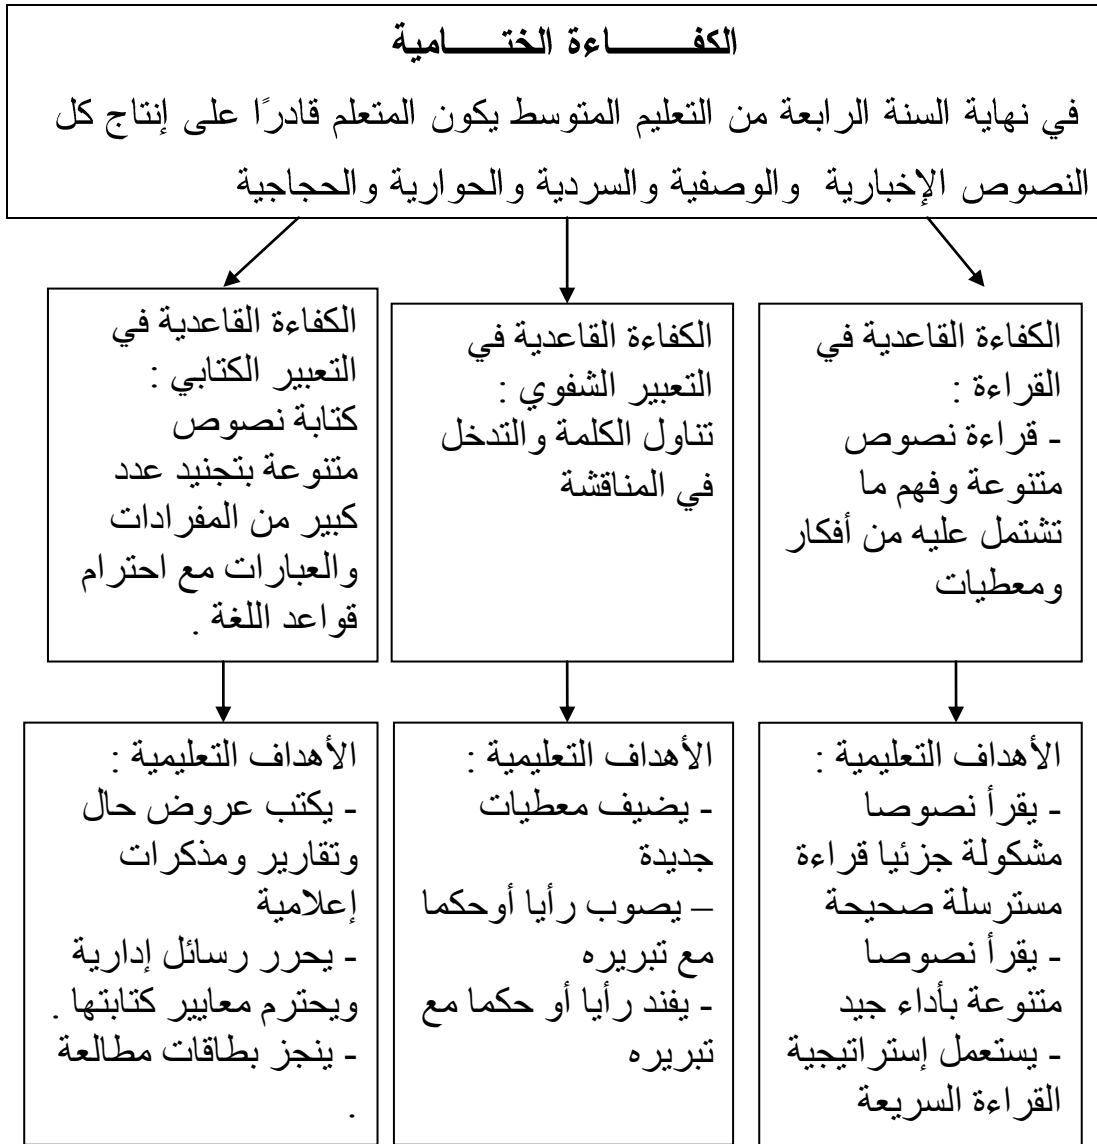 الكفـــــــاءة الختـــــامية
في نهاية السنة الرابعة من التعليم المتوسط يكون المتعلم قادرًا على إنتاج كل
النصوص الإخبارية والوصفية والسردية والحوارية والحجاجية
الكفاءة القاعدية في
القراءة :
- قراءة نصوص
متنوعة وفهم ما
تشتمل عليه من أفكار
ومعطيات
الكفاءة القاعدية في
التعبير الشفوي :
تناول الكلمة والتدخل
في المناقشة
الكفاءة القاعدية في
التعبير الكتابي :
كتابة نصوص
متنوعة بتجنيد عدد
كبير من المفرادات
والعبارات مع احترام
قواعد اللغة .
الأهداف التعليمية :
- يقرأ نصوصا
مشكولة جزئيا قراءة
مسترسلة صحيحة
- يقرأ نصوصا
متنوعة بأداء جيد
- يستعمل إستراتيجية
القراءة السريعة
الأهداف التعليمية :
- يضيف معطيات
جديدة
– يصوب رأيا أوحكما
مع تبريره
- يفند رأيا أو حكما مع
تبريره
الأهداف التعليمية :
- يكتب عروض حال
وتقارير ومذكرات
إعلامية
- يحرر رسائل إدارية
ويحترم معايير كتابتها .
- ينجز بطاقات مطالعة
.